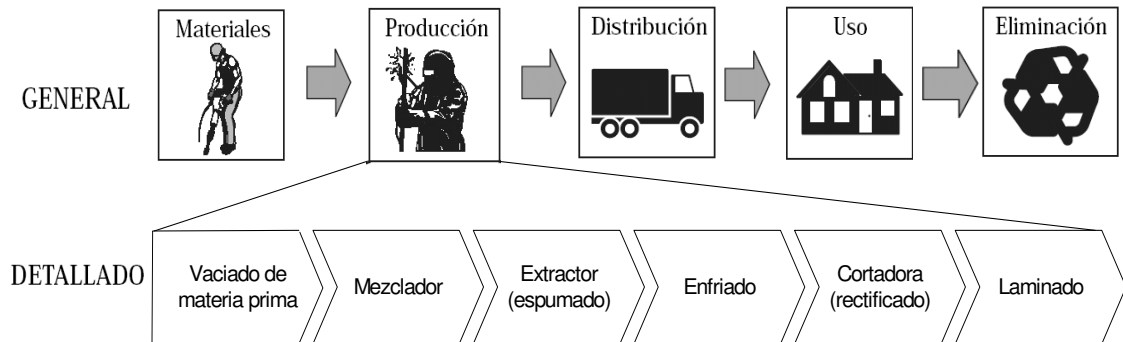 Materiales
Producción
Distribución
Uso
Eliminación
GENERAL
DETALLADO
Vaciado de
materia prima
Mezclador
Extractor
(espumado)
Enfriado
Cortadora
(rectificado)
Laminado